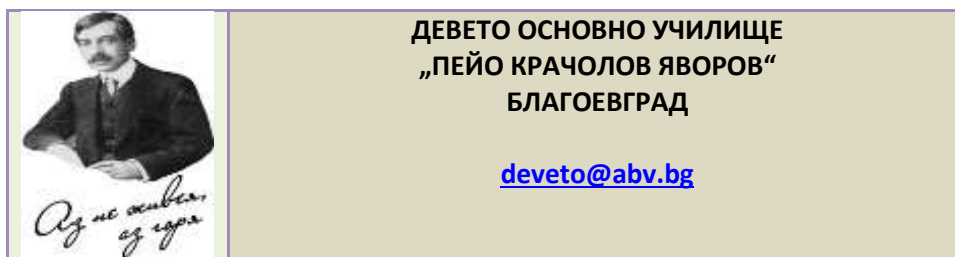 ДЕВЕТО ОСНОВНО УЧИЛИЩЕ
„ПЕЙО КРАЧОЛОВ ЯВОРОВ“
БЛАГОЕВГРАД
deveto@abv.bg
Аз не живея,
аз горя